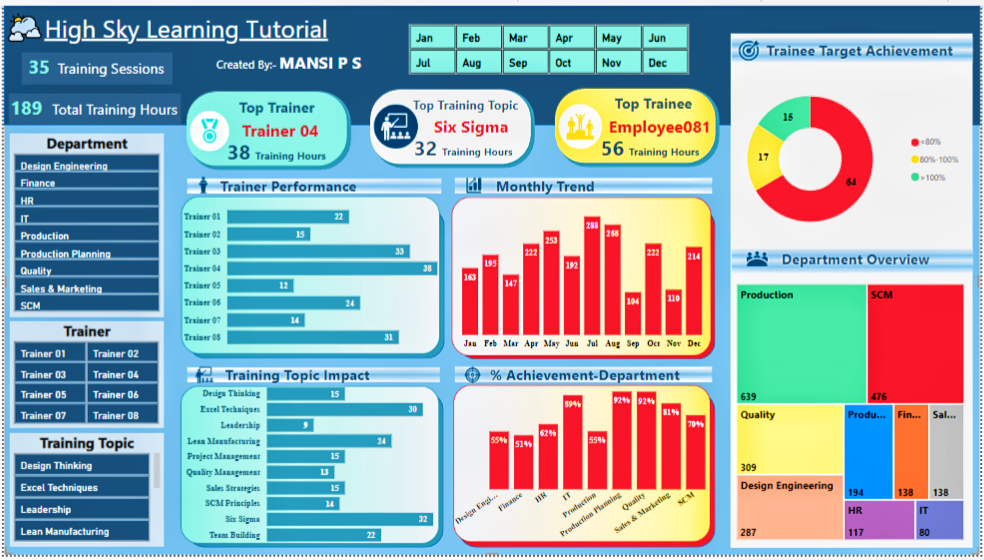 High Sky Learning Tutorial
35 Training Sessions
Created By:- MANSI P S
189 Total Training Hours
Jan Feb Mar Apr May Jun
Jul Aug Sep Oct Nov Dec
Top Trainer
Trainer 04
38 Training Hours
Top Training Topic
Six Sigma
32 Training Hours
Top Trainee
Employee081
56 Training Hours
Department
Design Engineering
Finance
HR
IT
Production
Production Planning
Quality
Sales & Marketing
SCM
Trainer
Trainer 01 Trainer 02
Trainer 03 Trainer 04
Trainer 05 Trainer 06
Trainer 07 Trainer 08
Training Topic
Design Thinking
Excel Techniques
Leadership
Lean Manufacturing
Trainer Performance
Trainer 01 22
Trainer 02 15
Trainer 03 33
Trainer 04 38
Trainer 05 12
Trainer 06 24
Trainer 07 14
Trainer 08 31
Monthly Trend
163 195 147 222 253 192 288 268 104 222 110 214
Jan Feb Mar Apr May Jun Jul Aug Sep Oct Nov Dec
Training Topic Impact
Design Thinking 15
Excel Techniques 30
Leadership 9
Lean Manufacturing 24
Project Management 15
Quality Management 13
Sales Strategies 15
SCM Principles 14
Six Sigma 32
Team Building 22
% Achievement-Department
55% 51% 62% 89% 55% 92% 92% 81% 70%
Design Engi... Finance HR IT Production Production Planning Quality Sales & Marketing SCM
Trainee Target Achievement
15
17
64
<80%
80%-100%
>100%
Department Overview
Production
639
SCM
476
Quality
309
Design Engineering
287
Produ...
194
Fin...
138
Sal...
138
HR
117
IT
80